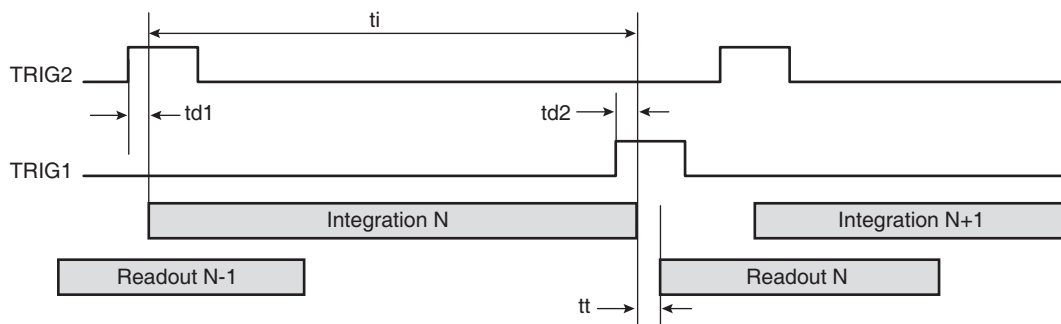 ti
TRIG2
td1
td2
TRIG1
Integration N
Integration N+1
Readout N-1
Readout N
tt